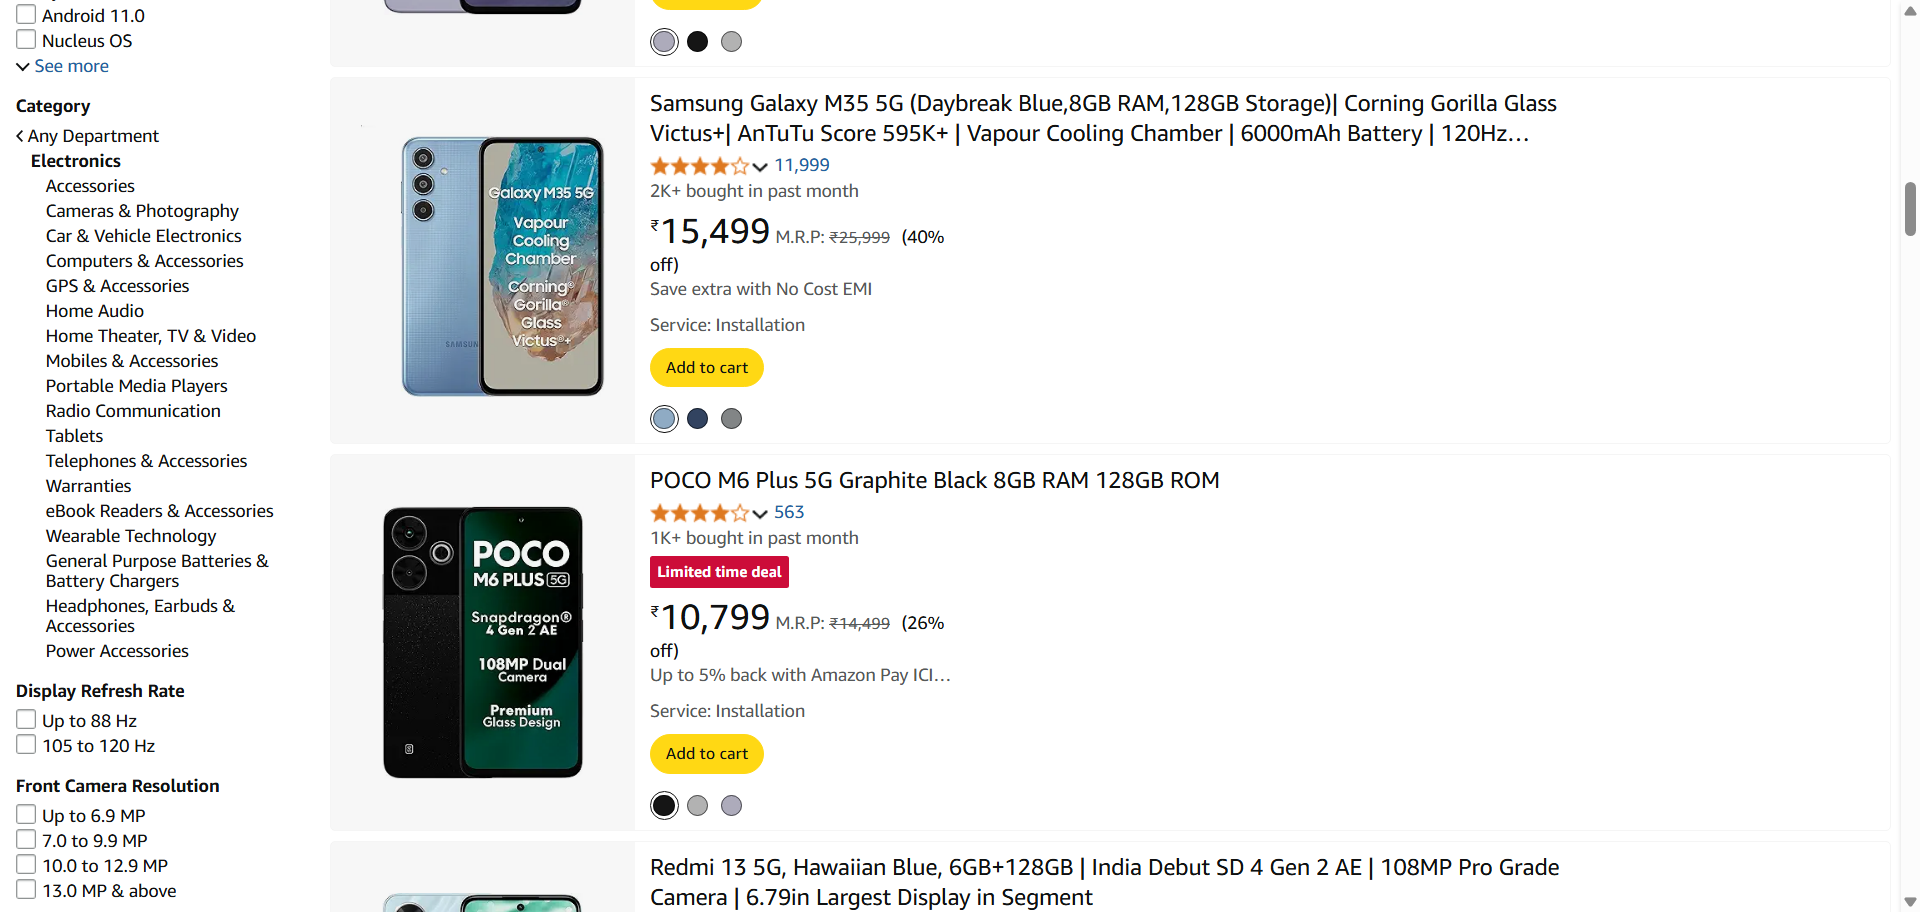 Android 11.0
Nucleus OS
See more
Category
Any Department
Electronics
Accessories
Cameras & Photography
Car & Vehicle Electronics
Computers & Accessories
GPS & Accessories
Home Audio
Home Theater, TV & Video
Mobiles & Accessories
Portable Media Players
Radio Communication
Tablets
Telephones & Accessories
Warranties
eBook Readers & Accessories
Wearable Technology
General Purpose Batteries &
Battery Chargers
Headphones, Earbuds &
Accessories
Power Accessories
Display Refresh Rate
Up to 88 Hz
105 to 120 Hz
Front Camera Resolution
Up to 6.9 MP
7.0 to 9.9 MP
10.0 to 12.9 MP
13.0 MP & above
Galaxy M35 5G
Vapour
Cooling
Chamber
Corning®
Gorilla®
Glass
Victus®+
SAMSUN
Samsung Galaxy M35 5G (Daybreak Blue,8GB RAM,128GB Storage)| Corning Gorilla Glass
Victus+| AnTuTu Score 595K+ | Vapour Cooling Chamber | 6000mAh Battery | 120Hz…
11,999
2K+ bought in past month
₹15,499 M.R.P: ₹25,999 (40%
off)
Save extra with No Cost EMI
Service: Installation
Add to cart
POCO
M6 PLUS 5G
Snapdragon®
4 Gen 2 AE
108MP Dual
Camera
Premium
Glass Design
POCO M6 Plus 5G Graphite Black 8GB RAM 128GB ROM
563
1K+ bought in past month
Limited time deal
₹10,799 M.R.P: ₹14,499 (26%
off)
Up to 5% back with Amazon Pay ICI…
Service: Installation
Add to cart
Redmi 13 5G, Hawaiian Blue, 6GB+128GB | India Debut SD 4 Gen 2 AE | 108MP Pro Grade
Camera | 6.79in Largest Display in Segment